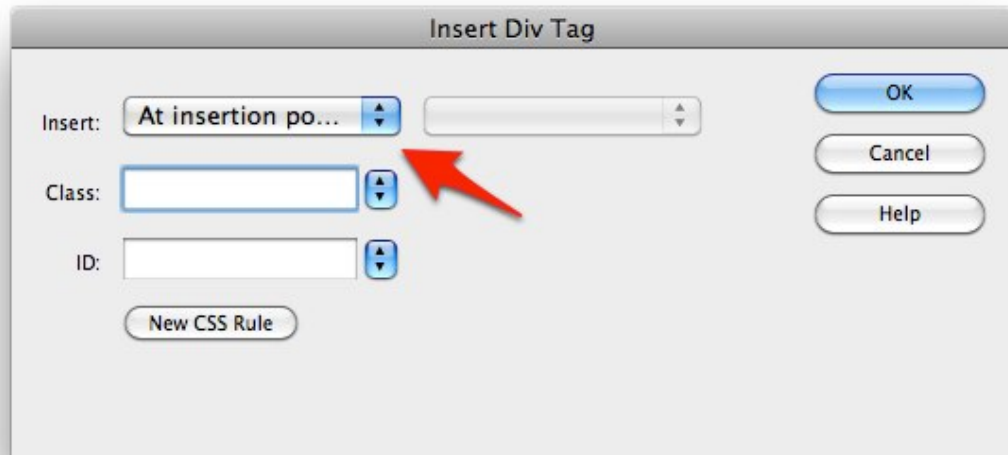 Insert Div Tag
Insert: At insertion po... OK
Cancel
Class:
Help
ID:
New CSS Rule